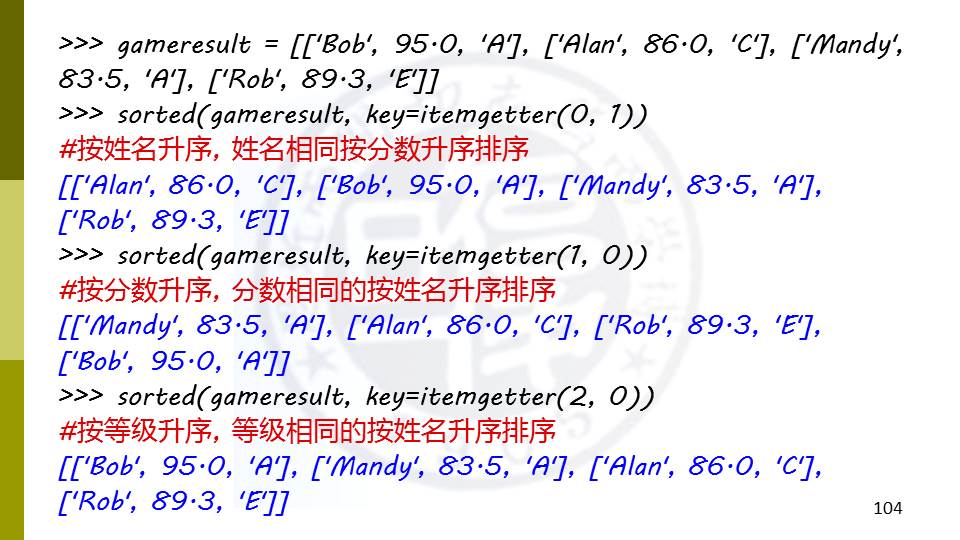 >>> gameresult = [['Bob', 95.0, 'A'], ['Alan', 86.0, 'C'], ['Mandy',
83.5, 'A'], ['Rob', 89.3, 'E']]
>>> sorted(gameresult, key=itemgetter(0, 1))
#按姓名升序, 姓名相同按分数升序排序
[['Alan', 86.0, 'C'], ['Bob', 95.0, 'A'], ['Mandy', 83.5, 'A'],
['Rob', 89.3, 'E']]
>>> sorted(gameresult, key=itemgetter(1, 0))
#按分数升序, 分数相同的按姓名升序排序
[['Mandy', 83.5, 'A'], ['Alan', 86.0, 'C'], ['Rob', 89.3, 'E'],
['Bob', 95.0, 'A']]
>>> sorted(gameresult, key=itemgetter(2, 0))
#按等级升序, 等级相同的按姓名升序排序
[['Bob', 95.0, 'A'], ['Mandy', 83.5, 'A'], ['Alan', 86.0, 'C'],
['Rob', 89.3, 'E']]
104